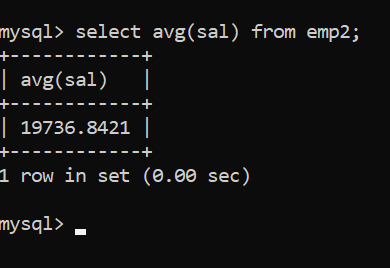 mysql> select avg(sal) from emp2;
+------------+
| avg(sal)   |
+------------+
| 19736.8421 |
+------------+
1 row in set (0.00 sec)
mysql>